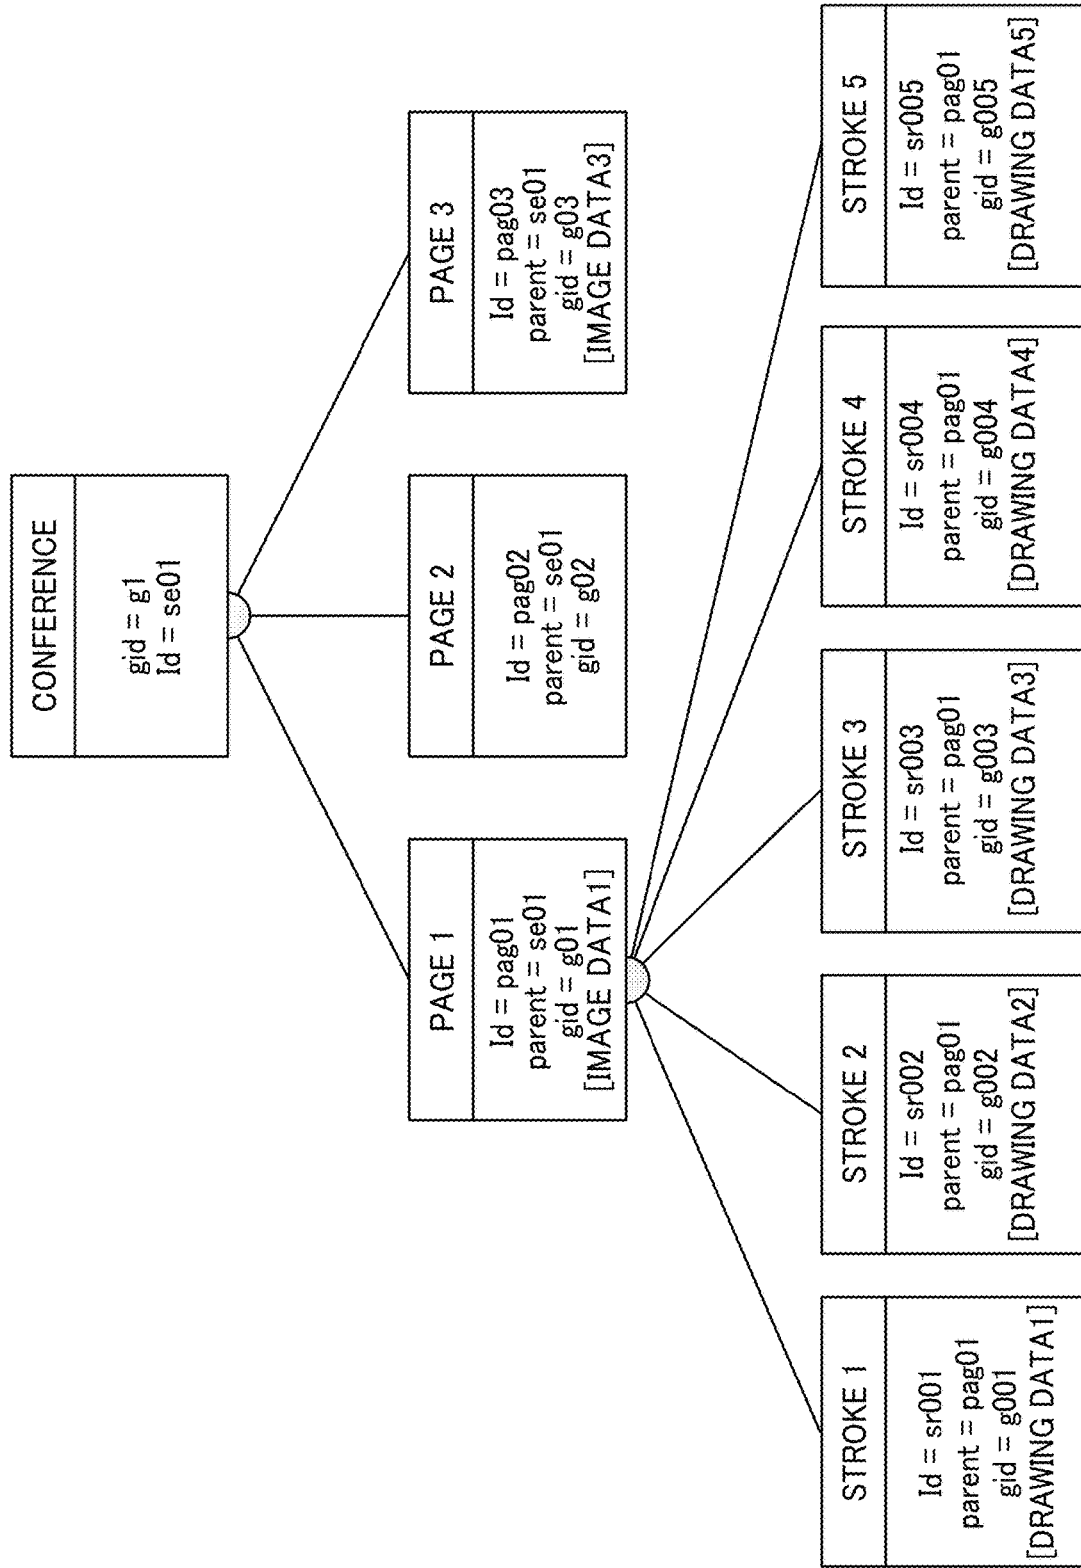 CONFERENCE
gid = g1
Id = se01
PAGE 1
Id = pag01
parent = se01
gid = g01
[IMAGE DATA1]
PAGE 2
Id = pag02
parent = se01
gid = g02
PAGE 3
Id = pag03
parent = se01
gid = g03
[IMAGE DATA3]
STROKE 1
Id = sr001
parent = pag01
gid = g001
[DRAWING DATA1]
STROKE 2
Id = sr002
parent = pag01
gid = g002
[DRAWING DATA2]
STROKE 3
Id = sr003
parent = pag01
gid = g003
[DRAWING DATA3]
STROKE 4
Id = sr004
parent = pag01
gid = g004
[DRAWING DATA4]
STROKE 5
Id = sr005
parent = pag01
gid = g005
[DRAWING DATA5]